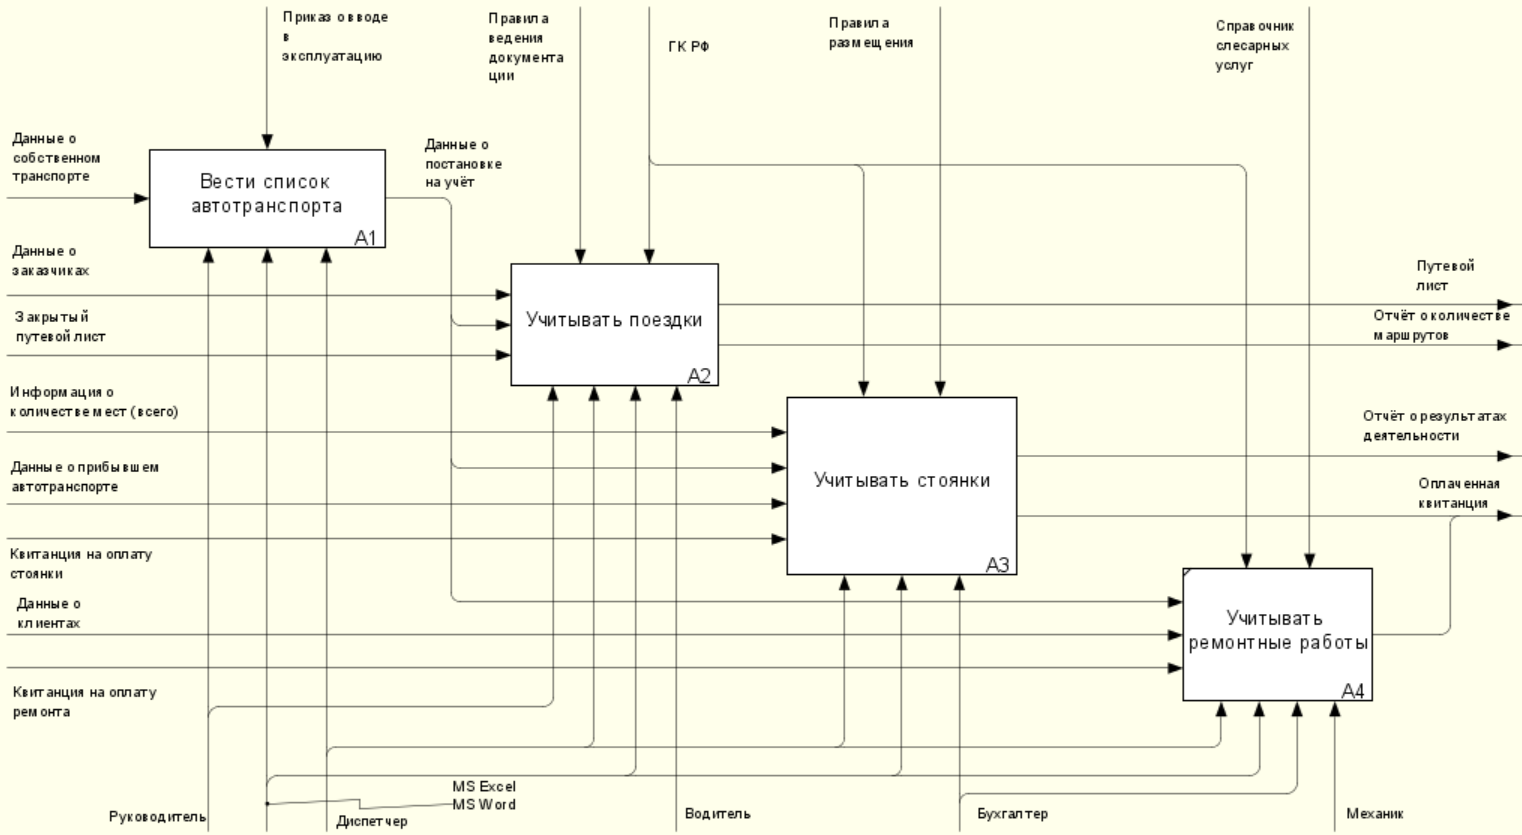 Приказ о вводе
в
эксплуатацию
Правила
ведения
документа
ции
ГК РФ
Правила
размещения
Справочник
слесарных
услуг
Данные о
собственном
транспорте
Вести список
автотранспорта
A1
Данные о
постановке
на учёт
Данные о
заказчиках
Закрытый
путевой лист
Учитывать поездки
A2
Путевой
лист
Отчёт о количестве
маршрутов
Информация о
количестве мест (всего)
Данные о прибывшем
автотранспорте
Учитывать стоянки
A3
Отчёт о результатах
деятельности
Оплаченная
квитанция
Квитанция на оплату
стоянки
Данные о
клиентах
Учитывать
ремонтные работы
A4
Квитанция на оплату
ремонта
Руководитель
MS Excel
MS Word
Диспетчер
Водитель
Бухгалтер
Механик